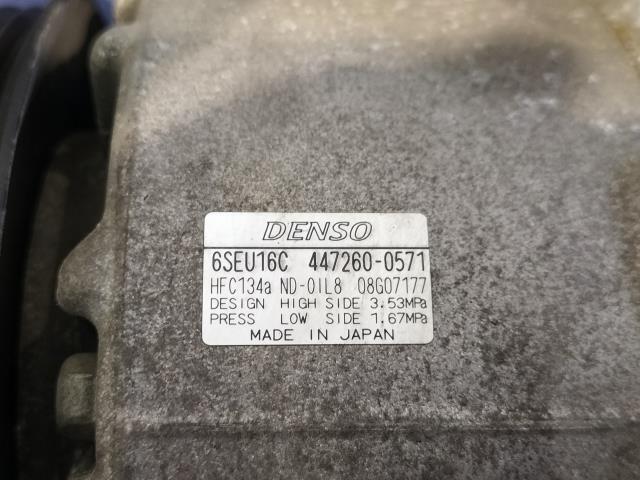 DENSO
6SEU16C 447260-0571
HFC134a ND-OIL8 08G07177
DESIGN HIGH SIDE 3.53MPa
PRESS LOW SIDE 1.67MPa
MADE IN JAPAN